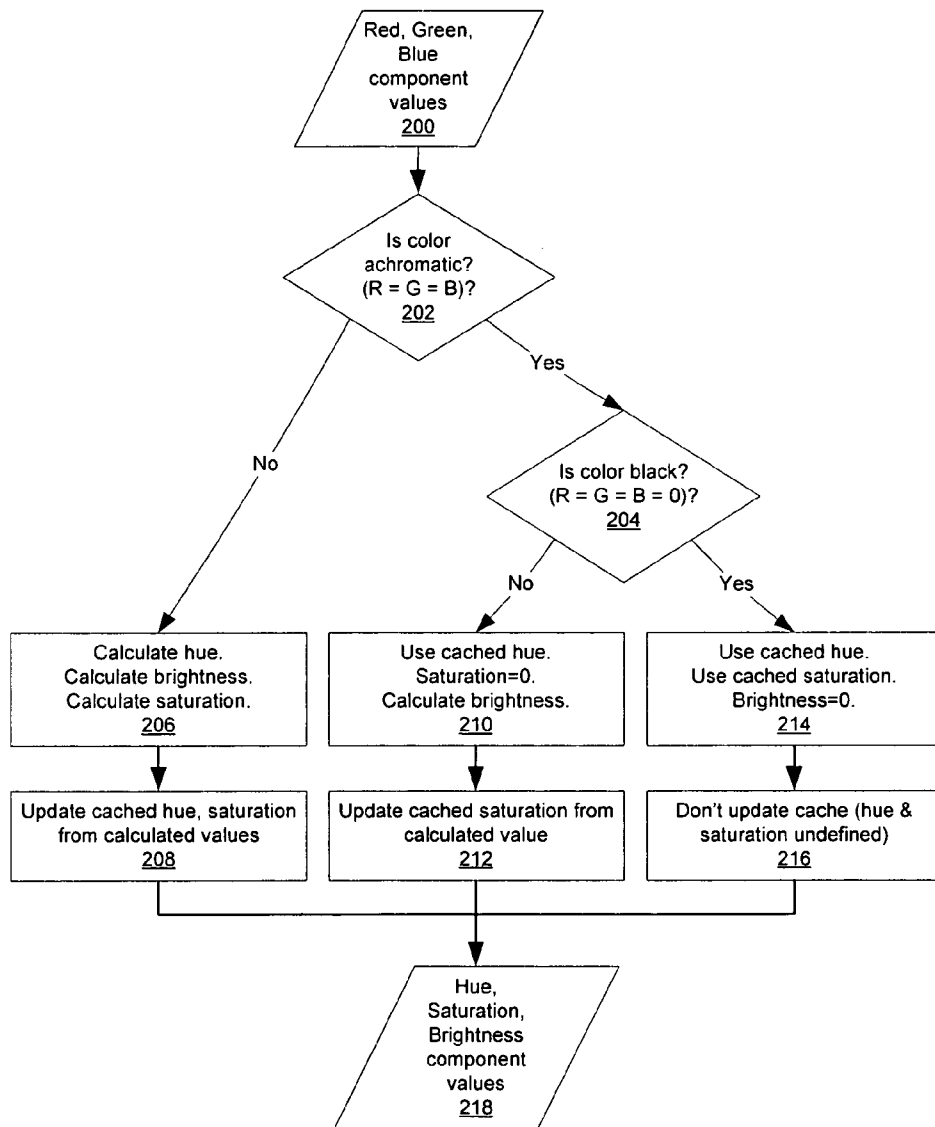 Red, Green,
Blue
component
values
200
Is color
achromatic?
(R = G = B)?
202
Yes
No
Is color black?
(R = G = B = 0)?
204
No
Yes
Calculate hue.
Calculate brightness.
Calculate saturation.
206
Use cached hue.
Saturation=0.
Calculate brightness.
210
Use cached hue.
Use cached saturation.
Brightness=0.
214
Update cached hue, saturation
from calculated values
208
Update cached saturation from
calculated value
212
Don't update cache (hue &
saturation undefined)
216
Hue,
Saturation,
Brightness
component
values
218